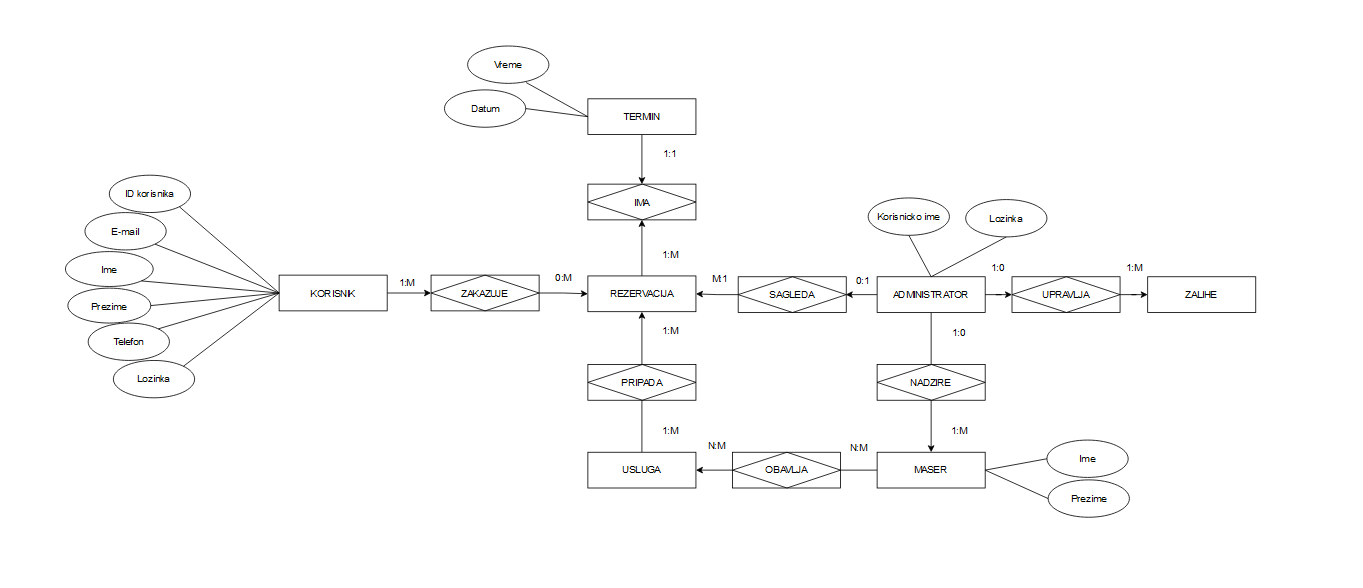 Vreme
Datum
TERMIN
1:1
IMA
1:M
ID korisnika
E-mail
Ime
Prezime
Telefon
Lozinka
KORISNIK
1:M
ZAKAZUJE
0:M
REZERVACIJA
M:1
SAGLEDA
0:1
Korisnicko ime
Lozinka
ADMINISTRATOR
1:0
UPRAVLJA
1:M
ZALIHE
1:M
PRIPADA
1:M
USLUGA
N:M
OBAVLJA
N:M
1:0
NADZIRE
1:M
MASER
Ime
Prezime